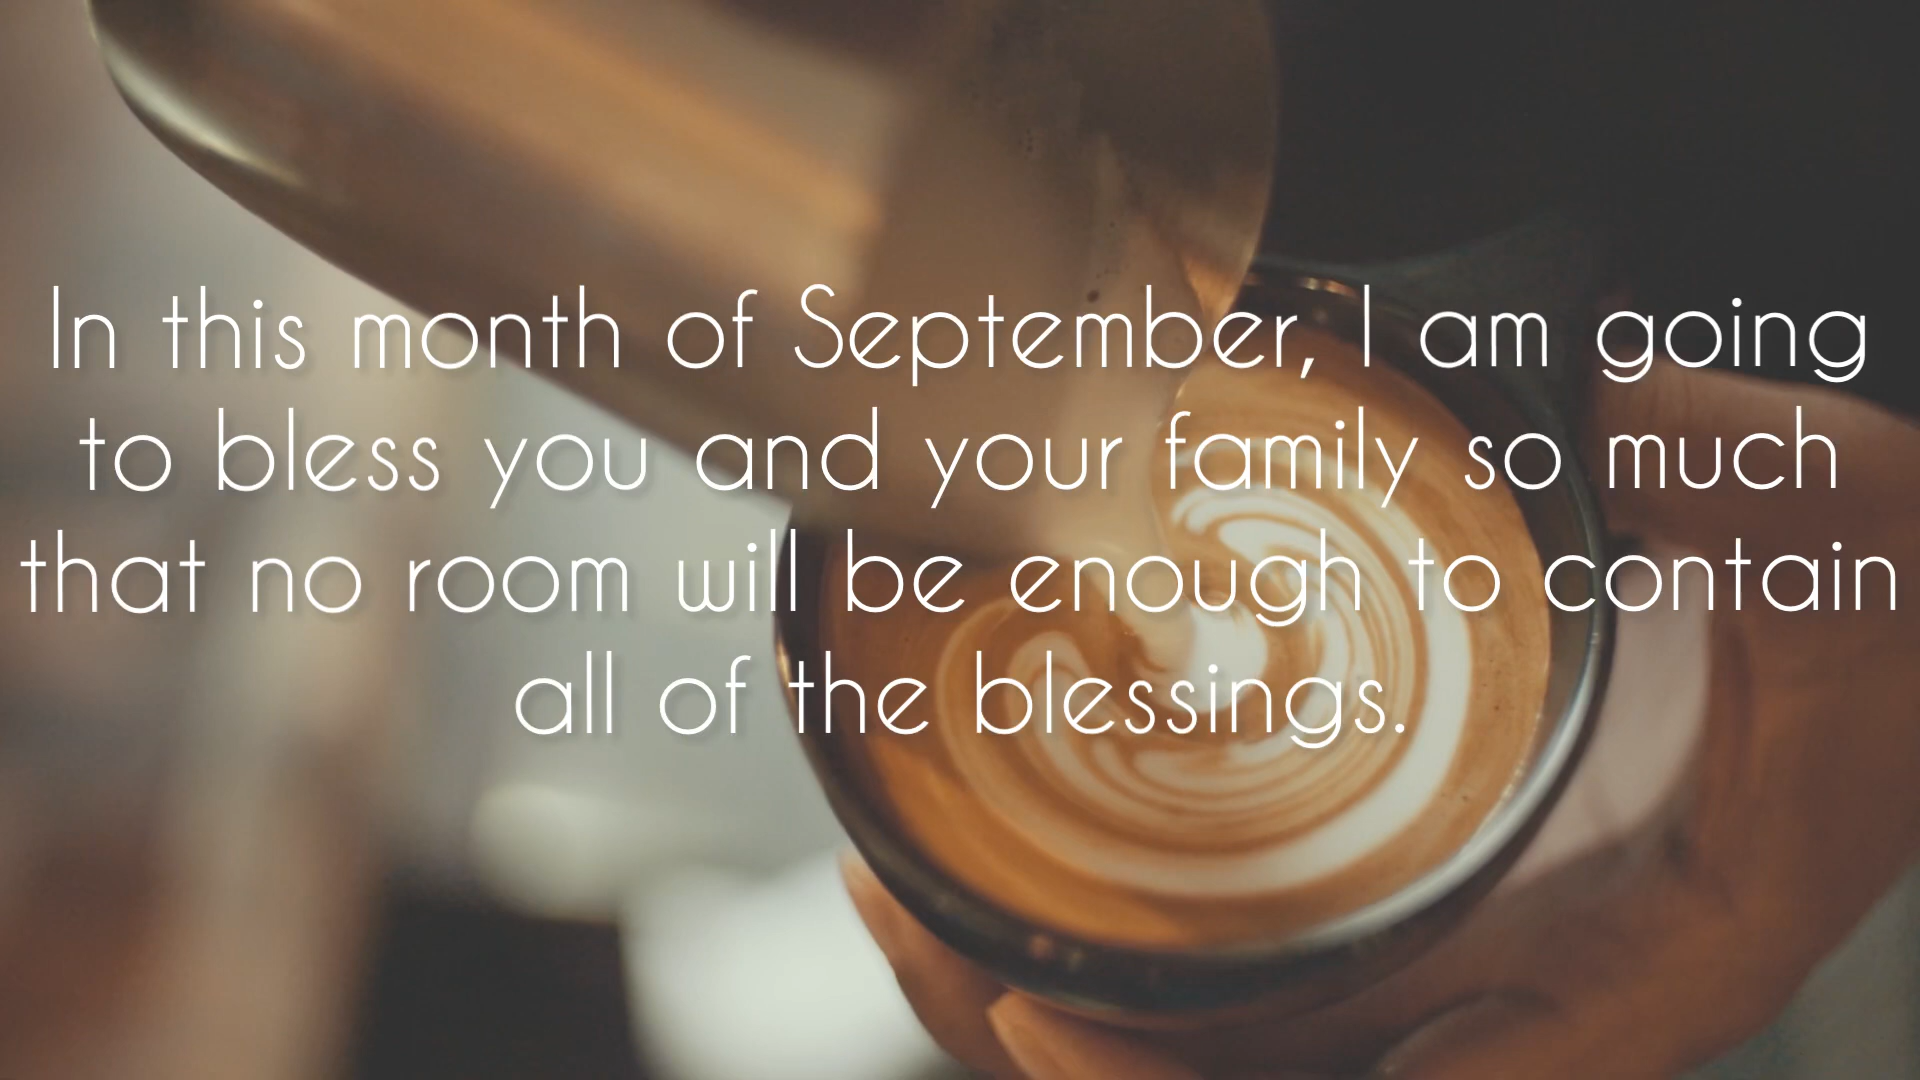 In this month of September, I am going
to bless you and your family so much
that no room will be enough to contain
all of the blessings.